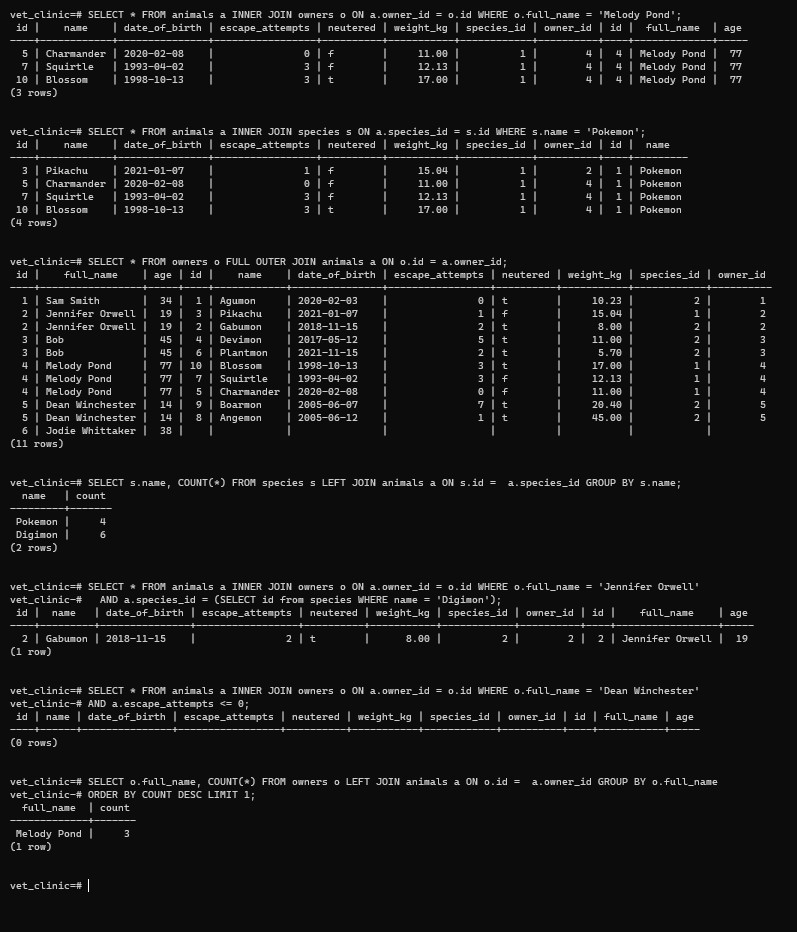 vet_clinic=# SELECT * FROM animals a INNER JOIN owners o ON a.owner_id = o.id WHERE o.full_name = 'Melody Pond';
 id |    name    | date_of_birth | escape_attempts | neutered | weight_kg | species_id | owner_id | id |  full_name  | age
----+------------+---------------+-----------------+----------+-----------+------------+----------+----+-------------+-----
  5 | Charmander | 2020-02-08    |               0 | f        |     11.00 |          1 |        4 |  4 | Melody Pond |  77
  7 | Squirtle   | 1993-04-02    |               3 | f        |     12.13 |          1 |        4 |  4 | Melody Pond |  77
 10 | Blossom    | 1998-10-13    |               3 | t        |     17.00 |          1 |        4 |  4 | Melody Pond |  77
(3 rows)
vet_clinic=# SELECT * FROM animals a INNER JOIN species s ON a.species_id = s.id WHERE s.name = 'Pokemon';
 id |    name    | date_of_birth | escape_attempts | neutered | weight_kg | species_id | owner_id | id |  name
----+------------+---------------+-----------------+----------+-----------+------------+----------+----+---------
  3 | Pikachu    | 2021-01-07    |               1 | f        |     15.04 |          1 |        2 |  1 | Pokemon
  5 | Charmander | 2020-02-08    |               0 | f        |     11.00 |          1 |        4 |  1 | Pokemon
  7 | Squirtle   | 1993-04-02    |               3 | f        |     12.13 |          1 |        4 |  1 | Pokemon
 10 | Blossom    | 1998-10-13    |               3 | t        |     17.00 |          1 |        4 |  1 | Pokemon
(4 rows)
vet_clinic=# SELECT * FROM owners o FULL OUTER JOIN animals a ON o.id = a.owner_id;
 id |    full_name    | age | id |    name    | date_of_birth | escape_attempts | neutered | weight_kg | species_id | owner_id
----+-----------------+-----+----+------------+---------------+-----------------+----------+-----------+------------+----------
  1 | Sam Smith       |  34 |  1 | Agumon     | 2020-02-03    |               0 | t        |     10.23 |          2 |        1
  2 | Jennifer Orwell |  19 |  3 | Pikachu    | 2021-01-07    |               1 | f        |     15.04 |          1 |        2
  2 | Jennifer Orwell |  19 |  2 | Gabumon    | 2018-11-15    |               2 | t        |      8.00 |          2 |        2
  3 | Bob             |  45 |  4 | Devimon    | 2017-05-12    |               5 | t        |     11.00 |          2 |        3
  3 | Bob             |  45 |  6 | Plantmon   | 2021-11-15    |               2 | t        |      5.70 |          2 |        3
  4 | Melody Pond     |  77 | 10 | Blossom    | 1998-10-13    |               3 | t        |     17.00 |          1 |        4
  4 | Melody Pond     |  77 |  7 | Squirtle   | 1993-04-02    |               3 | f        |     12.13 |          1 |        4
  4 | Melody Pond     |  77 |  5 | Charmander | 2020-02-08    |               0 | f        |     11.00 |          1 |        4
  5 | Dean Winchester |  14 |  9 | Boarmon    | 2005-06-07    |               7 | t        |     20.40 |          2 |        5
  5 | Dean Winchester |  14 |  8 | Angemon    | 2005-06-12    |               1 | t        |     45.00 |          2 |        5
  6 | Jodie Whittaker |  38 |    |            |               |                 |          |           |            |
(11 rows)
vet_clinic=# SELECT s.name, COUNT(*) FROM species s LEFT JOIN animals a ON s.id =  a.species_id GROUP BY s.name;
  name   | count
---------+-------
 Pokemon |     4
 Digimon |     6
(2 rows)
vet_clinic=# SELECT * FROM animals a INNER JOIN owners o ON a.owner_id = o.id WHERE o.full_name = 'Jennifer Orwell'
vet_clinic-#   AND a.species_id = (SELECT id from species WHERE name = 'Digimon');
 id |  name   | date_of_birth | escape_attempts | neutered | weight_kg | species_id | owner_id | id |    full_name    | age
----+---------+---------------+-----------------+----------+-----------+------------+----------+----+-----------------+-----
  2 | Gabumon | 2018-11-15    |               2 | t        |      8.00 |          2 |        2 |  2 | Jennifer Orwell |  19
(1 row)
vet_clinic=# SELECT * FROM animals a INNER JOIN owners o ON a.owner_id = o.id WHERE o.full_name = 'Dean Winchester'
vet_clinic-# AND a.escape_attempts <= 0;
 id | name | date_of_birth | escape_attempts | neutered | weight_kg | species_id | owner_id | id | full_name | age
----+------+---------------+-----------------+----------+-----------+------------+----------+----+-----------+-----
(0 rows)
vet_clinic=# SELECT o.full_name, COUNT(*) FROM owners o LEFT JOIN animals a ON o.id =  a.owner_id GROUP BY o.full_name
vet_clinic-# ORDER BY COUNT DESC LIMIT 1;
  full_name  | count
-------------+-------
 Melody Pond |     3
(1 row)
vet_clinic=#